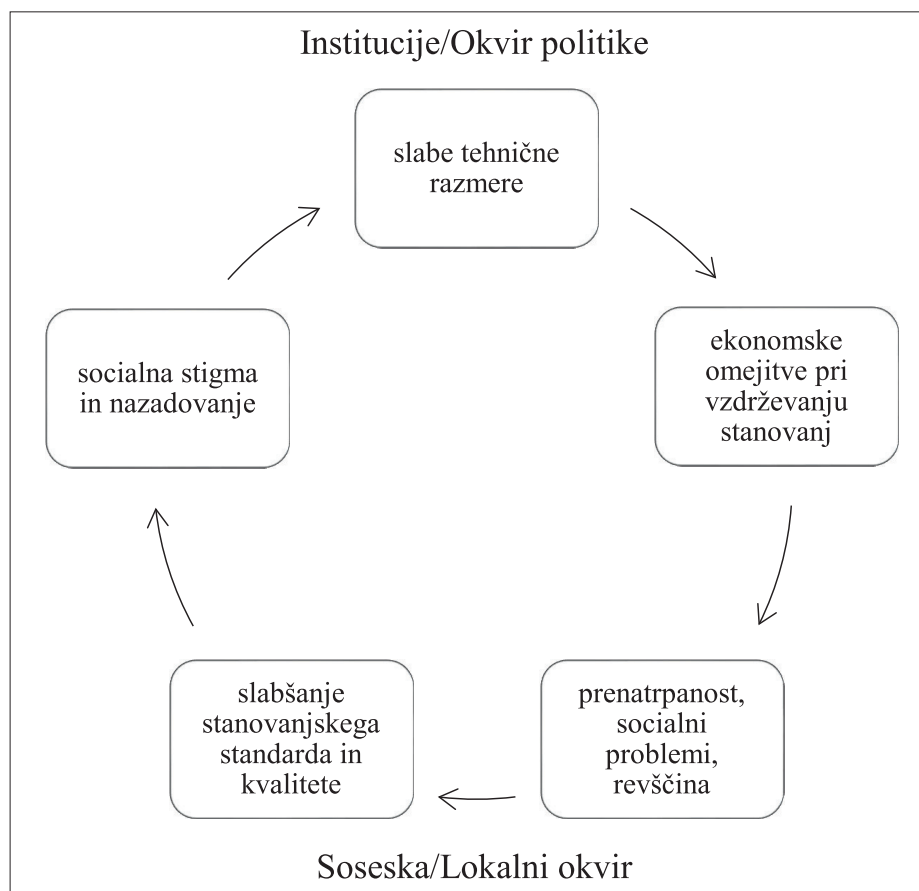 Institucije/Okvir politike
slabe tehnične
razmere
ekonomske
omejitve pri
vzdrževanju
stanovanj
prenatrpanost,
socialni
problemi,
revščina
slabšanje
stanovanjskega
standarda in
kvalitete
socialna stigma
in nazadovanje
Soseska/Lokalni okvir